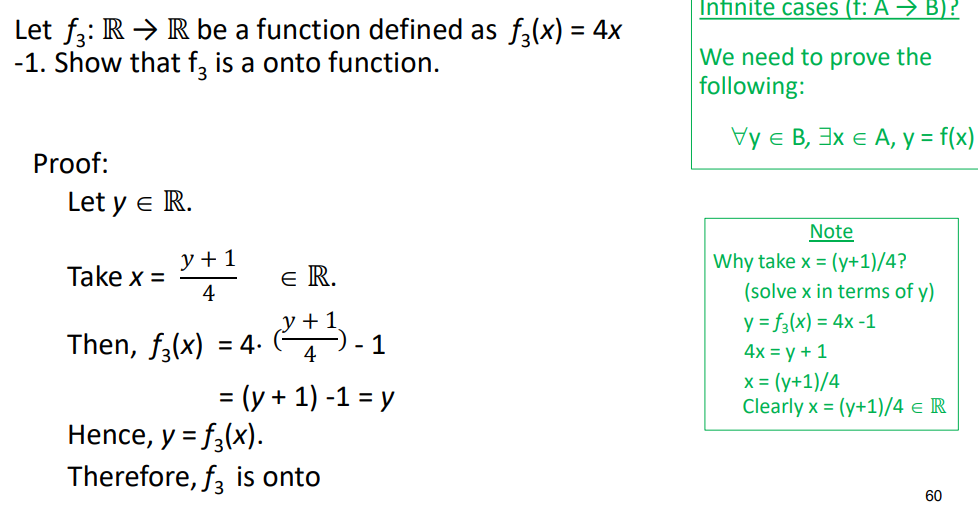 Let f₃: ℝ → ℝ be a function defined as f₃(x) = 4x
-1. Show that f₃ is a onto function.
Proof:
Let y ∈ ℝ.
Take x = (y + 1)/4 ∈ ℝ.
Then, f₃(x) = 4· ((y + 1)/4) - 1
= (y + 1) -1 = y
Hence, y = f₃(x).
Therefore, f₃ is onto
Infinite cases (f: A → B)?
We need to prove the
following:
∀y ∈ B, ∃x ∈ A, y = f(x)
Note
Why take x = (y+1)/4?
(solve x in terms of y)
y = f₃(x) = 4x -1
4x = y + 1
x = (y+1)/4
Clearly x = (y+1)/4 ∈ ℝ
60